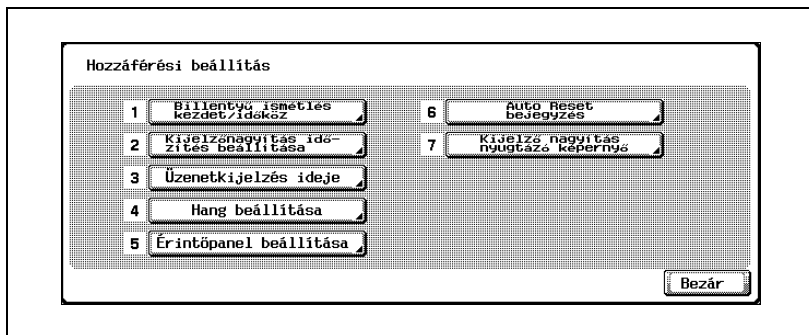 Hozzáférési beállítás
1 Billentyű ismétlés
kezdet/időköz
2 Kijelzőnagyítás idő-
zítés beállítása
3 Üzenetkijelzés ideje
4 Hang beállítása
5 Érintőpanel beállítása
6 Auto Reset
bejegyzés
7 Kijelző nagyítás
nyugtázó képernyő
Bezár